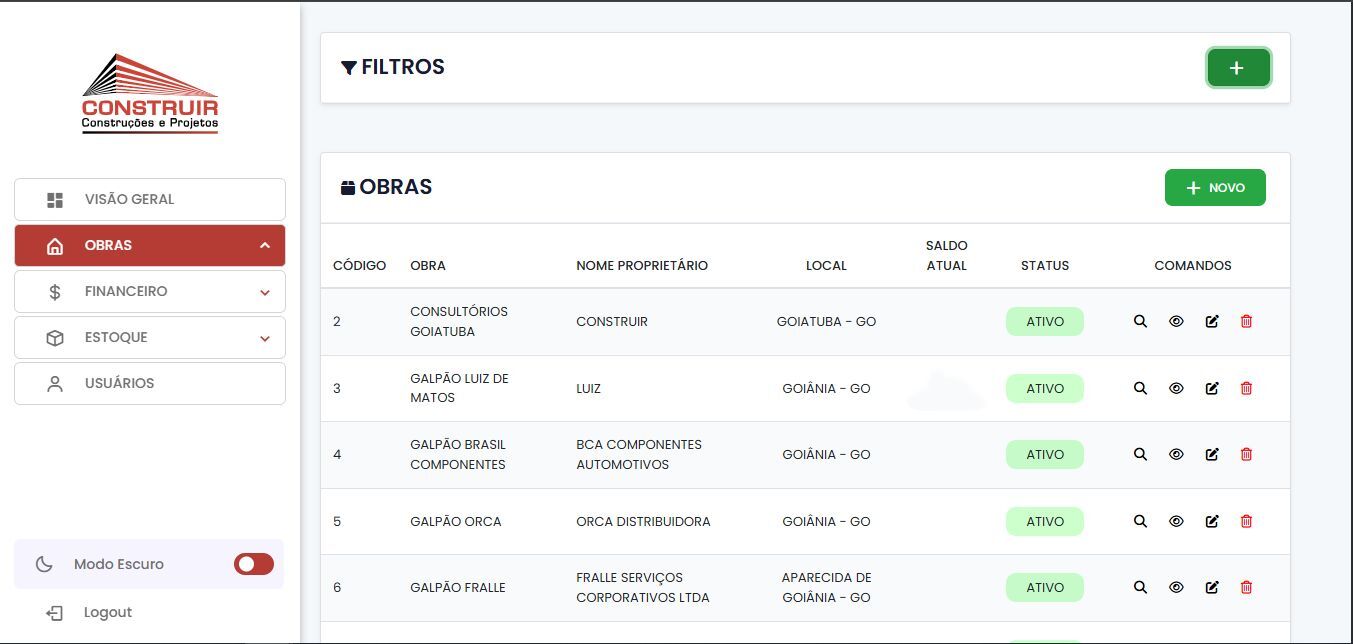 CONSTRUIR
Construções e Projetos
VISÃO GERAL
OBRAS
FINANCEIRO
ESTOQUE
USUÁRIOS
Modo Escuro
Logout
FILTROS
+
OBRAS
+ NOVO
CÓDIGO OBRA NOME PROPRIETÁRIO LOCAL SALDO ATUAL STATUS COMANDOS
2 CONSULTÓRIOS GOIATUBA CONSTRUIR GOIATUBA - GO ATIVO
3 GALPÃO LUIZ DE MATOS LUIZ GOIÂNIA - GO ATIVO
4 GALPÃO BRASIL COMPONENTES BCA COMPONENTES AUTOMOTIVOS GOIÂNIA - GO ATIVO
5 GALPÃO ORCA ORCA DISTRIBUIDORA GOIÂNIA - GO ATIVO
6 GALPÃO FRALLE FRALLE SERVIÇOS CORPORATIVOS LTDA APARECIDA DE GOIÂNIA - GO ATIVO